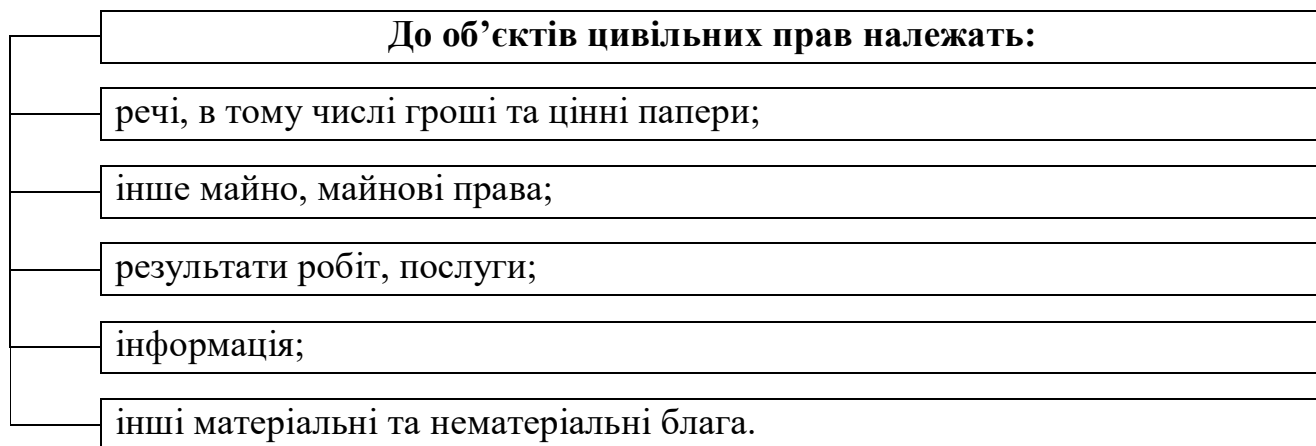 До об’єктів цивільних прав належать:
речі, в тому числі гроші та цінні папери;
інше майно, майнові права;
результати робіт, послуги;
інформація;
інші матеріальні та нематеріальні блага.